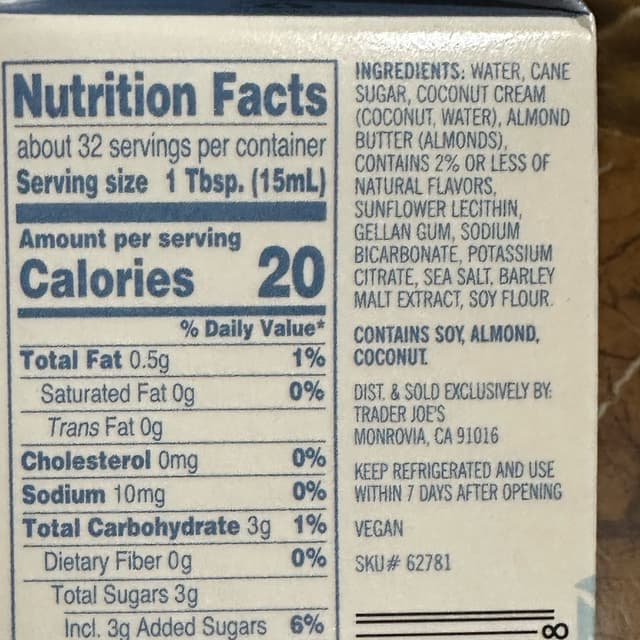 Nutrition Facts
about 32 servings per container
Serving size 1 Tbsp. (15mL)
Amount per serving
Calories 20
% Daily Value*
Total Fat 0.5g 1%
Saturated Fat 0g 0%
Trans Fat 0g
Cholesterol 0mg 0%
Sodium 10mg 0%
Total Carbohydrate 3g 1%
Dietary Fiber 0g 0%
Total Sugars 3g
Incl. 3g Added Sugars 6%
INGREDIENTS: WATER, CANE
SUGAR, COCONUT CREAM
(COCONUT, WATER), ALMOND
BUTTER (ALMONDS),
CONTAINS 2% OR LESS OF
NATURAL FLAVORS,
SUNFLOWER LECITHIN,
GELLAN GUM, SODIUM
BICARBONATE, POTASSIUM
CITRATE, SEA SALT, BARLEY
MALT EXTRACT, SOY FLOUR.
CONTAINS SOY, ALMOND,
COCONUT.
DIST. & SOLD EXCLUSIVELY BY:
TRADER JOE'S
MONROVIA, CA 91016
KEEP REFRIGERATED AND USE
WITHIN 7 DAYS AFTER OPENING
VEGAN
SKU# 62781
8